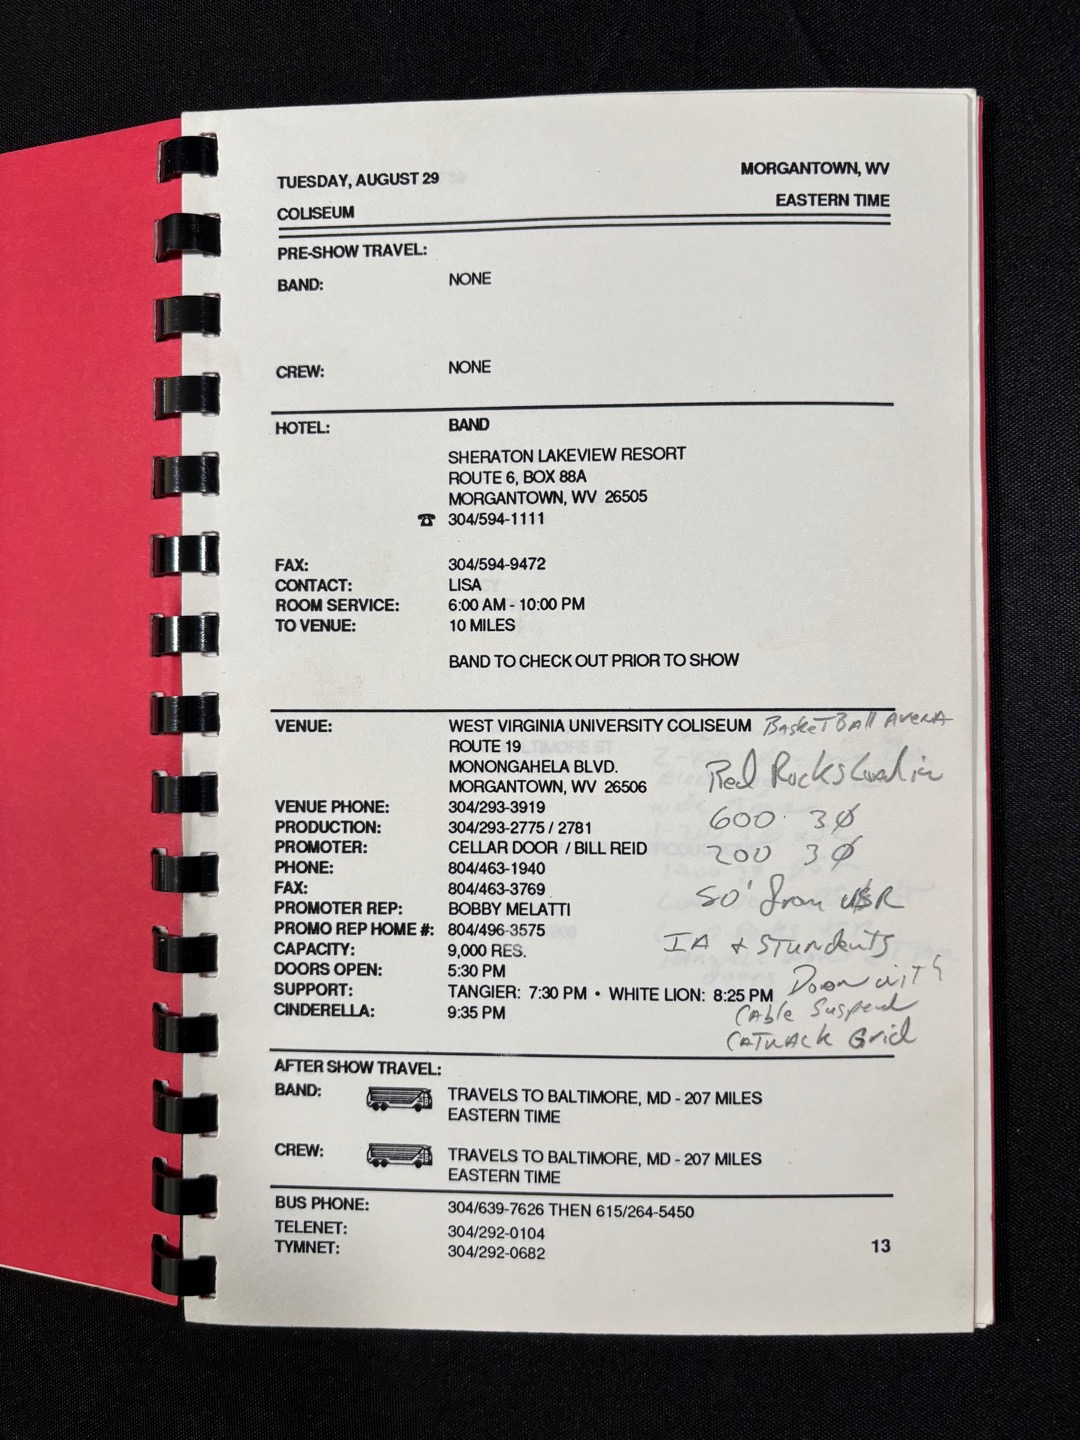 TUESDAY, AUGUST 29
MORGANTOWN, WV
COLISEUM
EASTERN TIME
PRE-SHOW TRAVEL:
BAND: NONE
CREW: NONE
HOTEL: BAND
SHERATON LAKEVIEW RESORT
ROUTE 6, BOX 88A
MORGANTOWN, WV 26505
☎ 304/594-1111
FAX: 304/594-9472
CONTACT: LISA
ROOM SERVICE: 6:00 AM - 10:00 PM
TO VENUE: 10 MILES
BAND TO CHECK OUT PRIOR TO SHOW
VENUE: WEST VIRGINIA UNIVERSITY COLISEUM BasketBall Arena
ROUTE 19
MONONGAHELA BLVD.
Red Rocks Load in
MORGANTOWN, WV 26506
VENUE PHONE: 304/293-3919
600 3Ø
PRODUCTION: 304/293-2775 / 2781
PROMOTER: CELLAR DOOR / BILL REID
200 3Ø
PHONE: 804/463-1940
FAX: 804/463-3769
50' from
PROMOTER REP: BOBBY MELATTI
PROMO REP HOME #: 804/496-3575
IA + STUndents
CAPACITY: 9,000 RES.
DOORS OPEN: 5:30 PM
SUPPORT: TANGIER: 7:30 PM • WHITE LION: 8:25 PM
with
CINDERELLA: 9:35 PM
Cable Suspend
Grid
AFTER SHOW TRAVEL:
BAND: TRAVELS TO BALTIMORE, MD - 207 MILES
EASTERN TIME
CREW: TRAVELS TO BALTIMORE, MD - 207 MILES
EASTERN TIME
BUS PHONE: 304/639-7626 THEN 615/264-5450
TELENET: 304/292-0104
TYMNET: 304/292-0682
13